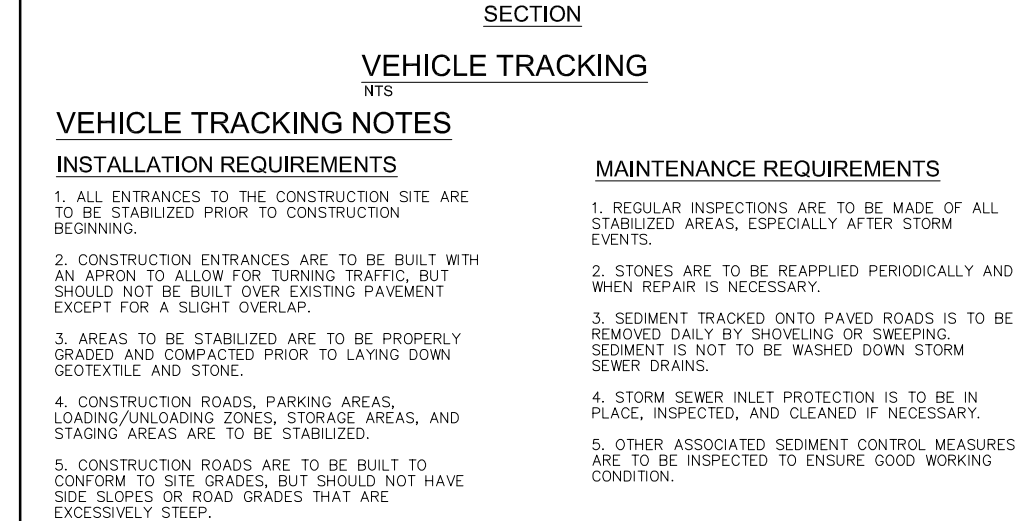 SECTION
VEHICLE TRACKING
NTS
VEHICLE TRACKING NOTES
INSTALLATION REQUIREMENTS
1. ALL ENTRANCES TO THE CONSTRUCTION SITE ARE
TO BE STABILIZED PRIOR TO CONSTRUCTION
BEGINNING.
2. CONSTRUCTION ENTRANCES ARE TO BE BUILT WITH
AN APRON TO ALLOW FOR TURNING TRAFFIC, BUT
SHOULD NOT BE BUILT OVER EXISTING PAVEMENT
EXCEPT FOR A SLIGHT OVERLAP.
3. AREAS TO BE STABILIZED ARE TO BE PROPERLY
GRADED AND COMPACTED PRIOR TO LAYING DOWN
GEOTEXTILE AND STONE.
4. CONSTRUCTION ROADS, PARKING AREAS,
LOADING/UNLOADING ZONES, STORAGE AREAS, AND
STAGING AREAS ARE TO BE STABILIZED.
5. CONSTRUCTION ROADS ARE TO BE BUILT TO
CONFORM TO SITE GRADES, BUT SHOULD NOT HAVE
SIDE SLOPES OR ROAD GRADES THAT ARE
EXCESSIVELY STEEP.
MAINTENANCE REQUIREMENTS
1. REGULAR INSPECTIONS ARE TO BE MADE OF ALL
STABILIZED AREAS, ESPECIALLY AFTER STORM
EVENTS.
2. STONES ARE TO BE REAPPLIED PERIODICALLY AND
WHEN REPAIR IS NECESSARY.
3. SEDIMENT TRACKED ONTO PAVED ROADS IS TO BE
REMOVED DAILY BY SHOVELING OR SWEEPING.
SEDIMENT IS NOT TO BE WASHED DOWN STORM
SEWER DRAINS.
4. STORM SEWER INLET PROTECTION IS TO BE IN
PLACE, INSPECTED, AND CLEANED IF NECESSARY.
5. OTHER ASSOCIATED SEDIMENT CONTROL MEASURES
ARE TO BE INSPECTED TO ENSURE GOOD WORKING
CONDITION.